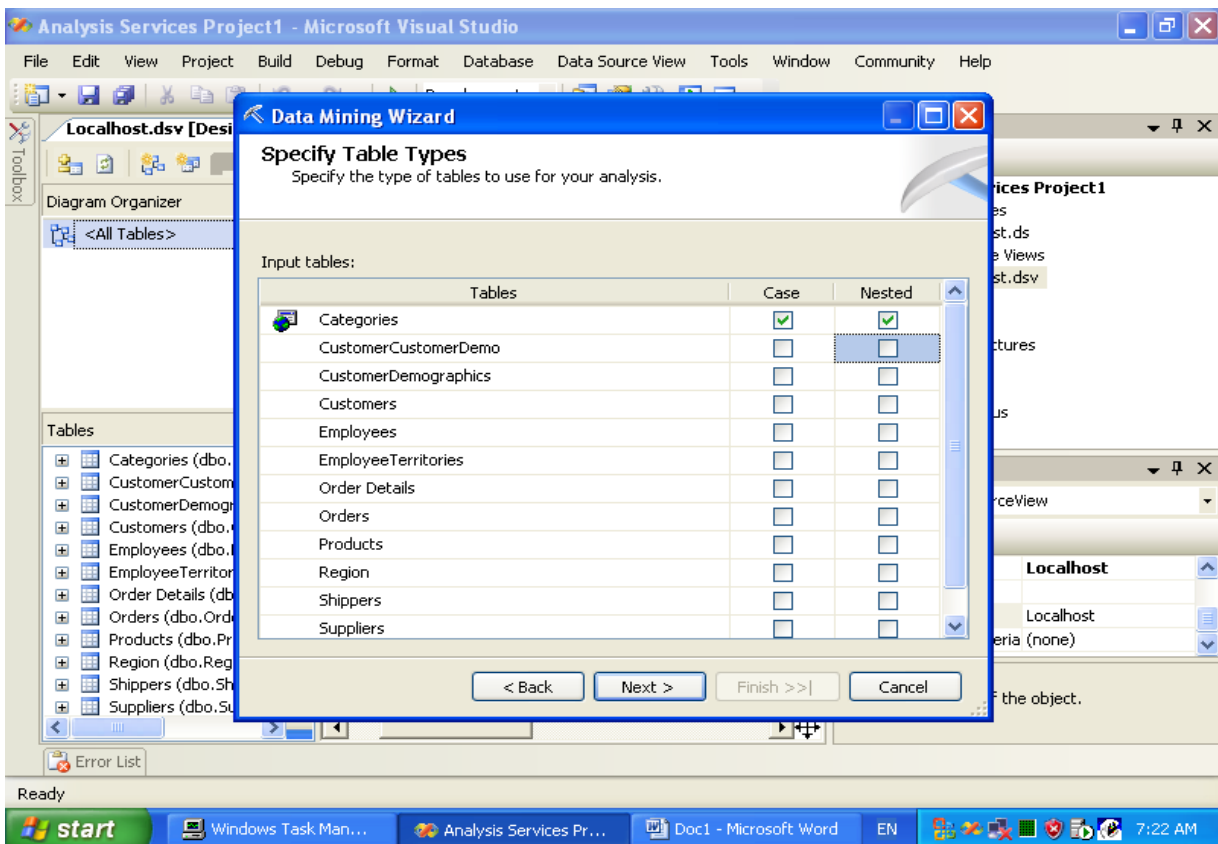 Analysis Services Project1 - Microsoft Visual Studio
File Edit View Project Build Debug Format Database Data Source View Tools Window Community Help
Toolbox
Localhost.dsv [Desi
Diagram Organizer
<All Tables>
Tables
Categories (dbo.
CustomerCustom
CustomerDemogr
Customers (dbo.
Employees (dbo.
EmployeeTerritor
Order Details (db
Orders (dbo.Orde
Products (dbo.Pr
Region (dbo.Reg
Shippers (dbo.Sh
Suppliers (dbo.Su
Data Mining Wizard
Specify Table Types
Specify the type of tables to use for your analysis.
Input tables:
Tables Case Nested
Categories
CustomerCustomerDemo
CustomerDemographics
Customers
Employees
EmployeeTerritories
Order Details
Orders
Products
Region
Shippers
Suppliers
< Back Next > Finish >>| Cancel
ices Project1
es
st.ds
e Views
st.dsv
ctures
us
rceView
Localhost
Localhost
eria (none)
f the object.
Error List
Ready
start Windows Task Man... Analysis Services Pr... Doc1 - Microsoft Word EN 7:22 AM